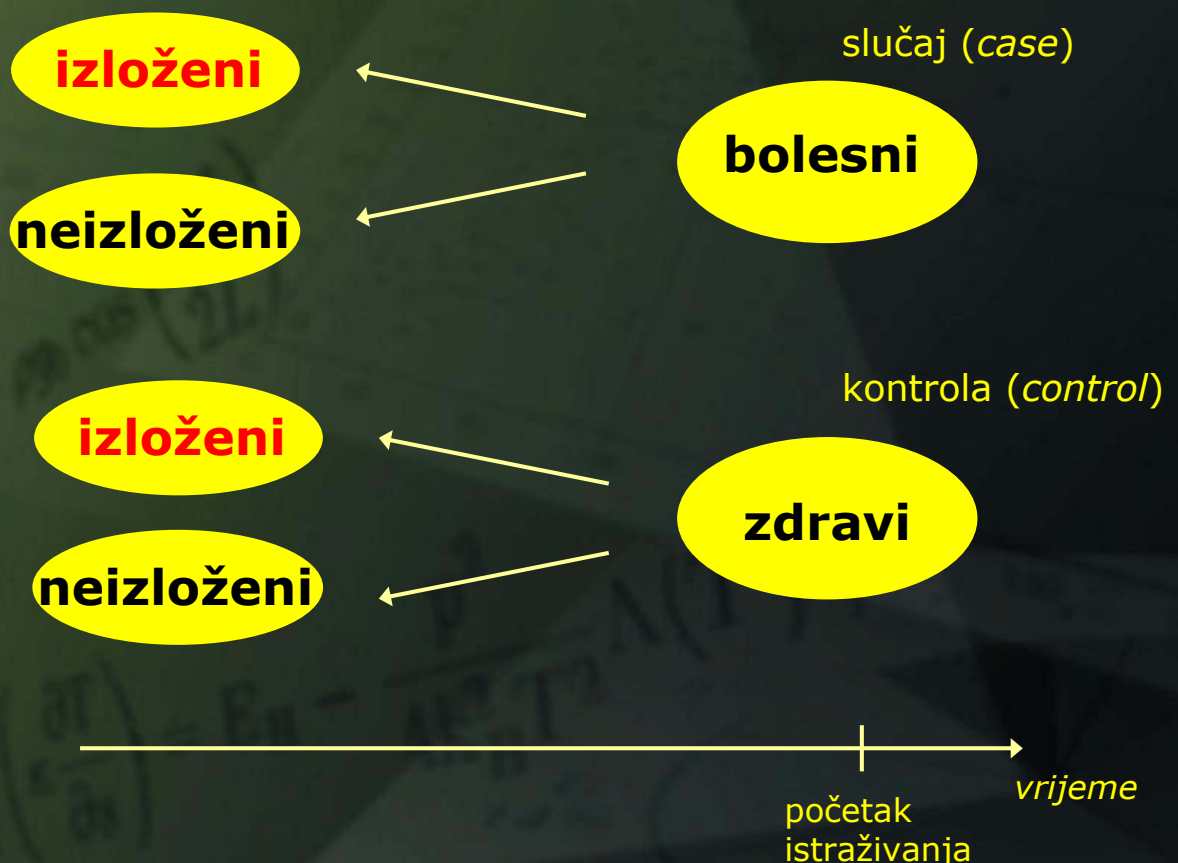 izloženi
slučaj (case)
bolesni
neizloženi
kontrola (control)
izloženi
zdravi
neizloženi
vrijeme
početak
istraživanja